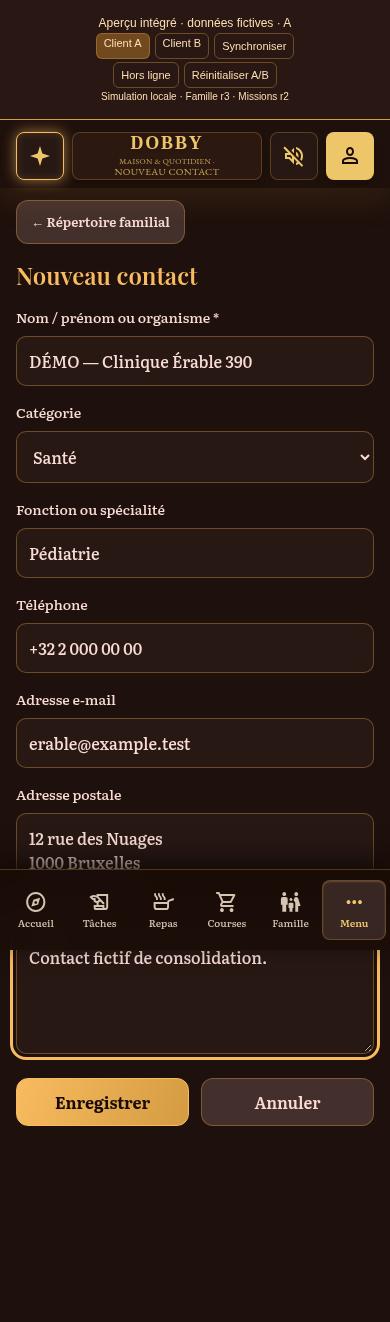 Aperçu intégré · données fictives · A
Client A
Client B
Synchroniser
Hors ligne
Réinitialiser A/B
Simulation locale · Famille r3 · Missions r2
DOBBY
MAISON & QUOTIDIEN ·
NOUVEAU CONTACT
← Répertoire familial
Nouveau contact
Nom / prénom ou organisme *
DÉMO — Clinique Érable 390
Catégorie
Santé
Fonction ou spécialité
Pédiatrie
Téléphone
+32 2 000 00 00
Adresse e-mail
erable@example.test
Adresse postale
12 rue des Nuages
1000 Bruxelles
Accueil
Tâches
Repas
Courses
Famille
Menu
Contact fictif de consolidation.
Enregistrer
Annuler